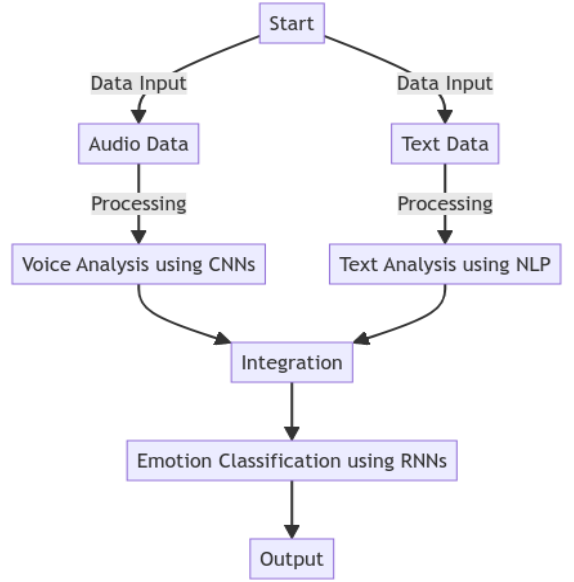 Start
Data Input
Data Input
Audio Data
Text Data
Processing
Processing
Voice Analysis using CNNs
Text Analysis using NLP
Integration
Emotion Classification using RNNs
Output